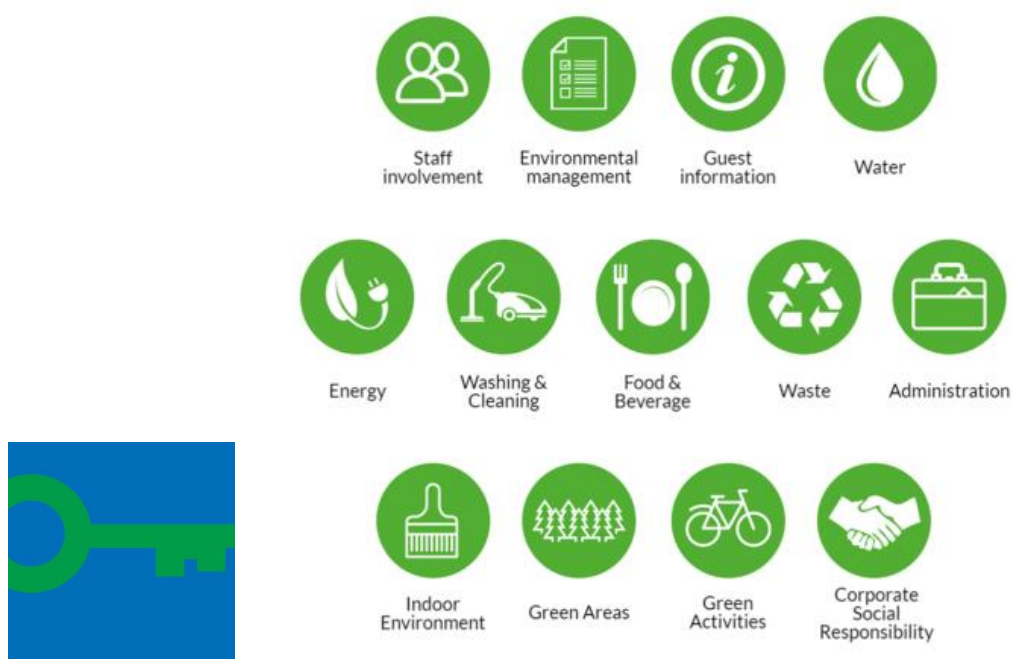 Staff
involvement
Environmental
management
Guest
information
Water
Energy
Washing &
Cleaning
Food &
Beverage
Waste
Administration
Indoor
Environment
Green Areas
Green
Activities
Corporate
Social
Responsibility